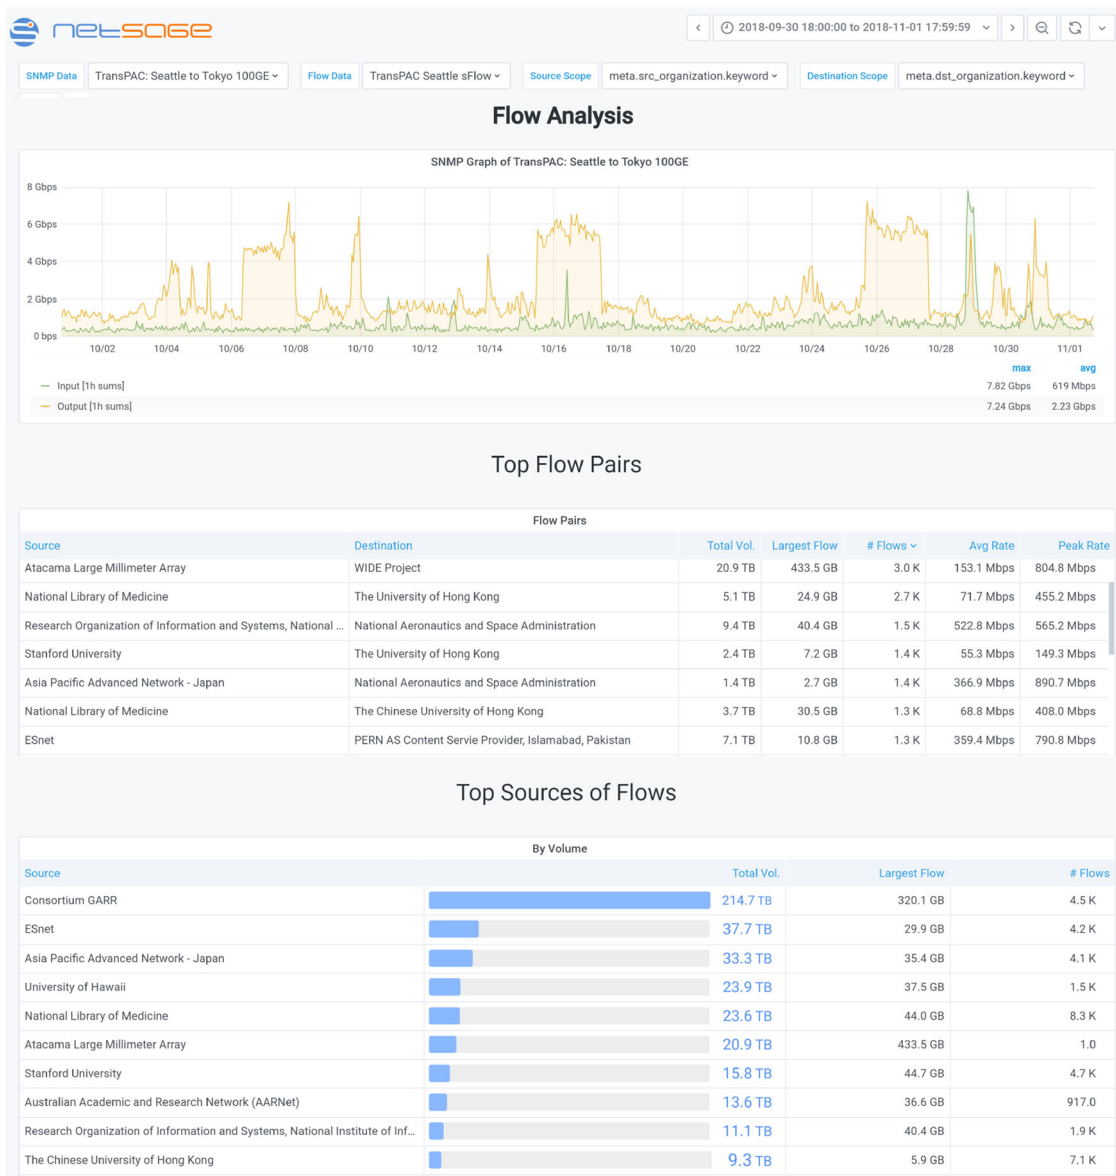 netsage
2018-09-30 18:00:00 to 2018-11-01 17:59:59
SNMP Data TransPAC: Seattle to Tokyo 100GE Flow Data TransPAC Seattle sFlow Source Scope meta.src_organization.keyword Destination Scope meta.dst_organization.keyword
Flow Analysis
SNMP Graph of TransPAC: Seattle to Tokyo 100GE
8 Gbps
6 Gbps
4 Gbps
2 Gbps
0 bps
10/02 10/04 10/06 10/08 10/10 10/12 10/14 10/16 10/18 10/20 10/22 10/24 10/26 10/28 10/30 11/01
max avg
Input [1h sums] 7.82 Gbps 619 Mbps
Output [1h sums] 7.24 Gbps 2.23 Gbps
Top Flow Pairs
Flow Pairs
Source Destination Total Vol. Largest Flow # Flows Avg Rate Peak Rate
Atacama Large Millimeter Array WIDE Project 20.9 TB 433.5 GB 3.0 K 153.1 Mbps 804.8 Mbps
National Library of Medicine The University of Hong Kong 5.1 TB 24.9 GB 2.7 K 71.7 Mbps 455.2 Mbps
Research Organization of Information and Systems, National ... National Aeronautics and Space Administration 9.4 TB 40.4 GB 1.5 K 522.8 Mbps 565.2 Mbps
Stanford University The University of Hong Kong 2.4 TB 7.2 GB 1.4 K 55.3 Mbps 149.3 Mbps
Asia Pacific Advanced Network - Japan National Aeronautics and Space Administration 1.4 TB 2.7 GB 1.4 K 366.9 Mbps 890.7 Mbps
National Library of Medicine The Chinese University of Hong Kong 3.7 TB 30.5 GB 1.3 K 68.8 Mbps 408.0 Mbps
ESnet PERN AS Content Servie Provider, Islamabad, Pakistan 7.1 TB 10.8 GB 1.3 K 359.4 Mbps 790.8 Mbps
Top Sources of Flows
By Volume
Source Total Vol. Largest Flow # Flows
Consortium GARR 214.7 TB 320.1 GB 4.5 K
ESnet 37.7 TB 29.9 GB 4.2 K
Asia Pacific Advanced Network - Japan 33.3 TB 35.4 GB 4.1 K
University of Hawaii 23.9 TB 37.5 GB 1.5 K
National Library of Medicine 23.6 TB 44.0 GB 8.3 K
Atacama Large Millimeter Array 20.9 TB 433.5 GB 1.0
Stanford University 15.8 TB 44.7 GB 4.7 K
Australian Academic and Research Network (AARNet) 13.6 TB 36.6 GB 917.0
Research Organization of Information and Systems, National Institute of Inf... 11.1 TB 40.4 GB 1.9 K
The Chinese University of Hong Kong 9.3 TB 5.9 GB 7.1 K